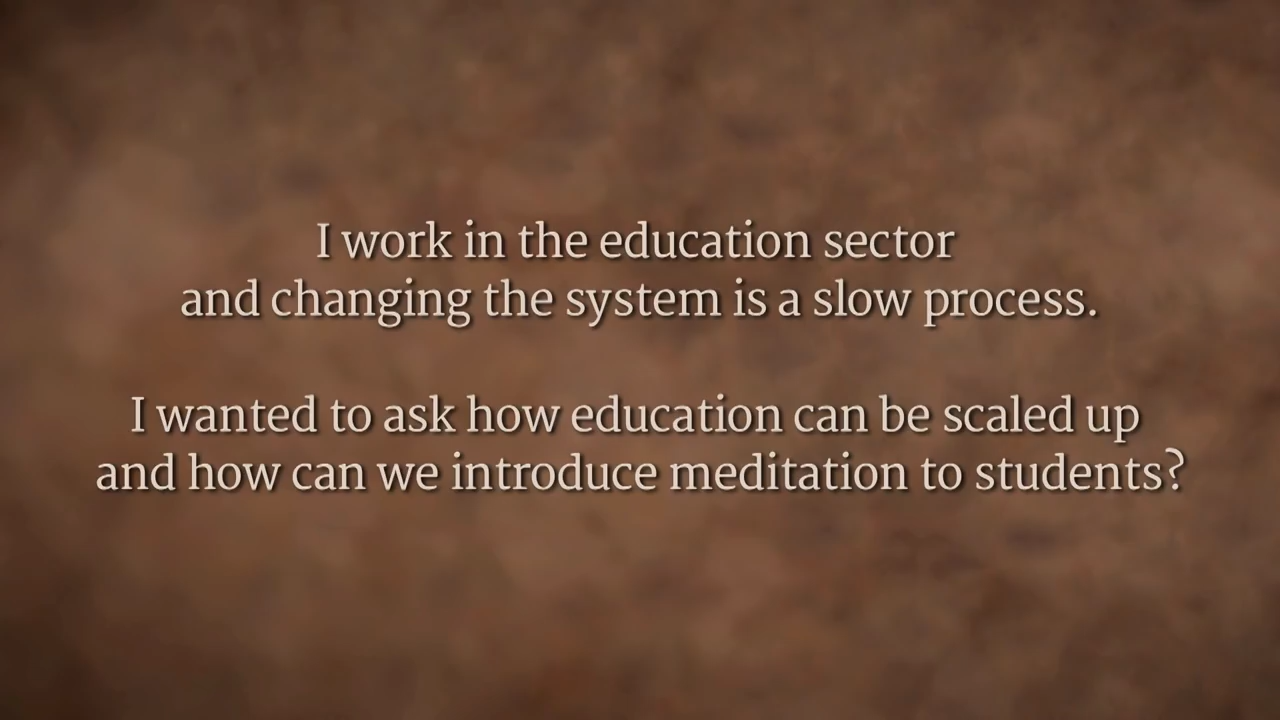 I work in the education sector
and changing the system is a slow process.
I wanted to ask how education can be scaled up
and how can we introduce meditation to students?